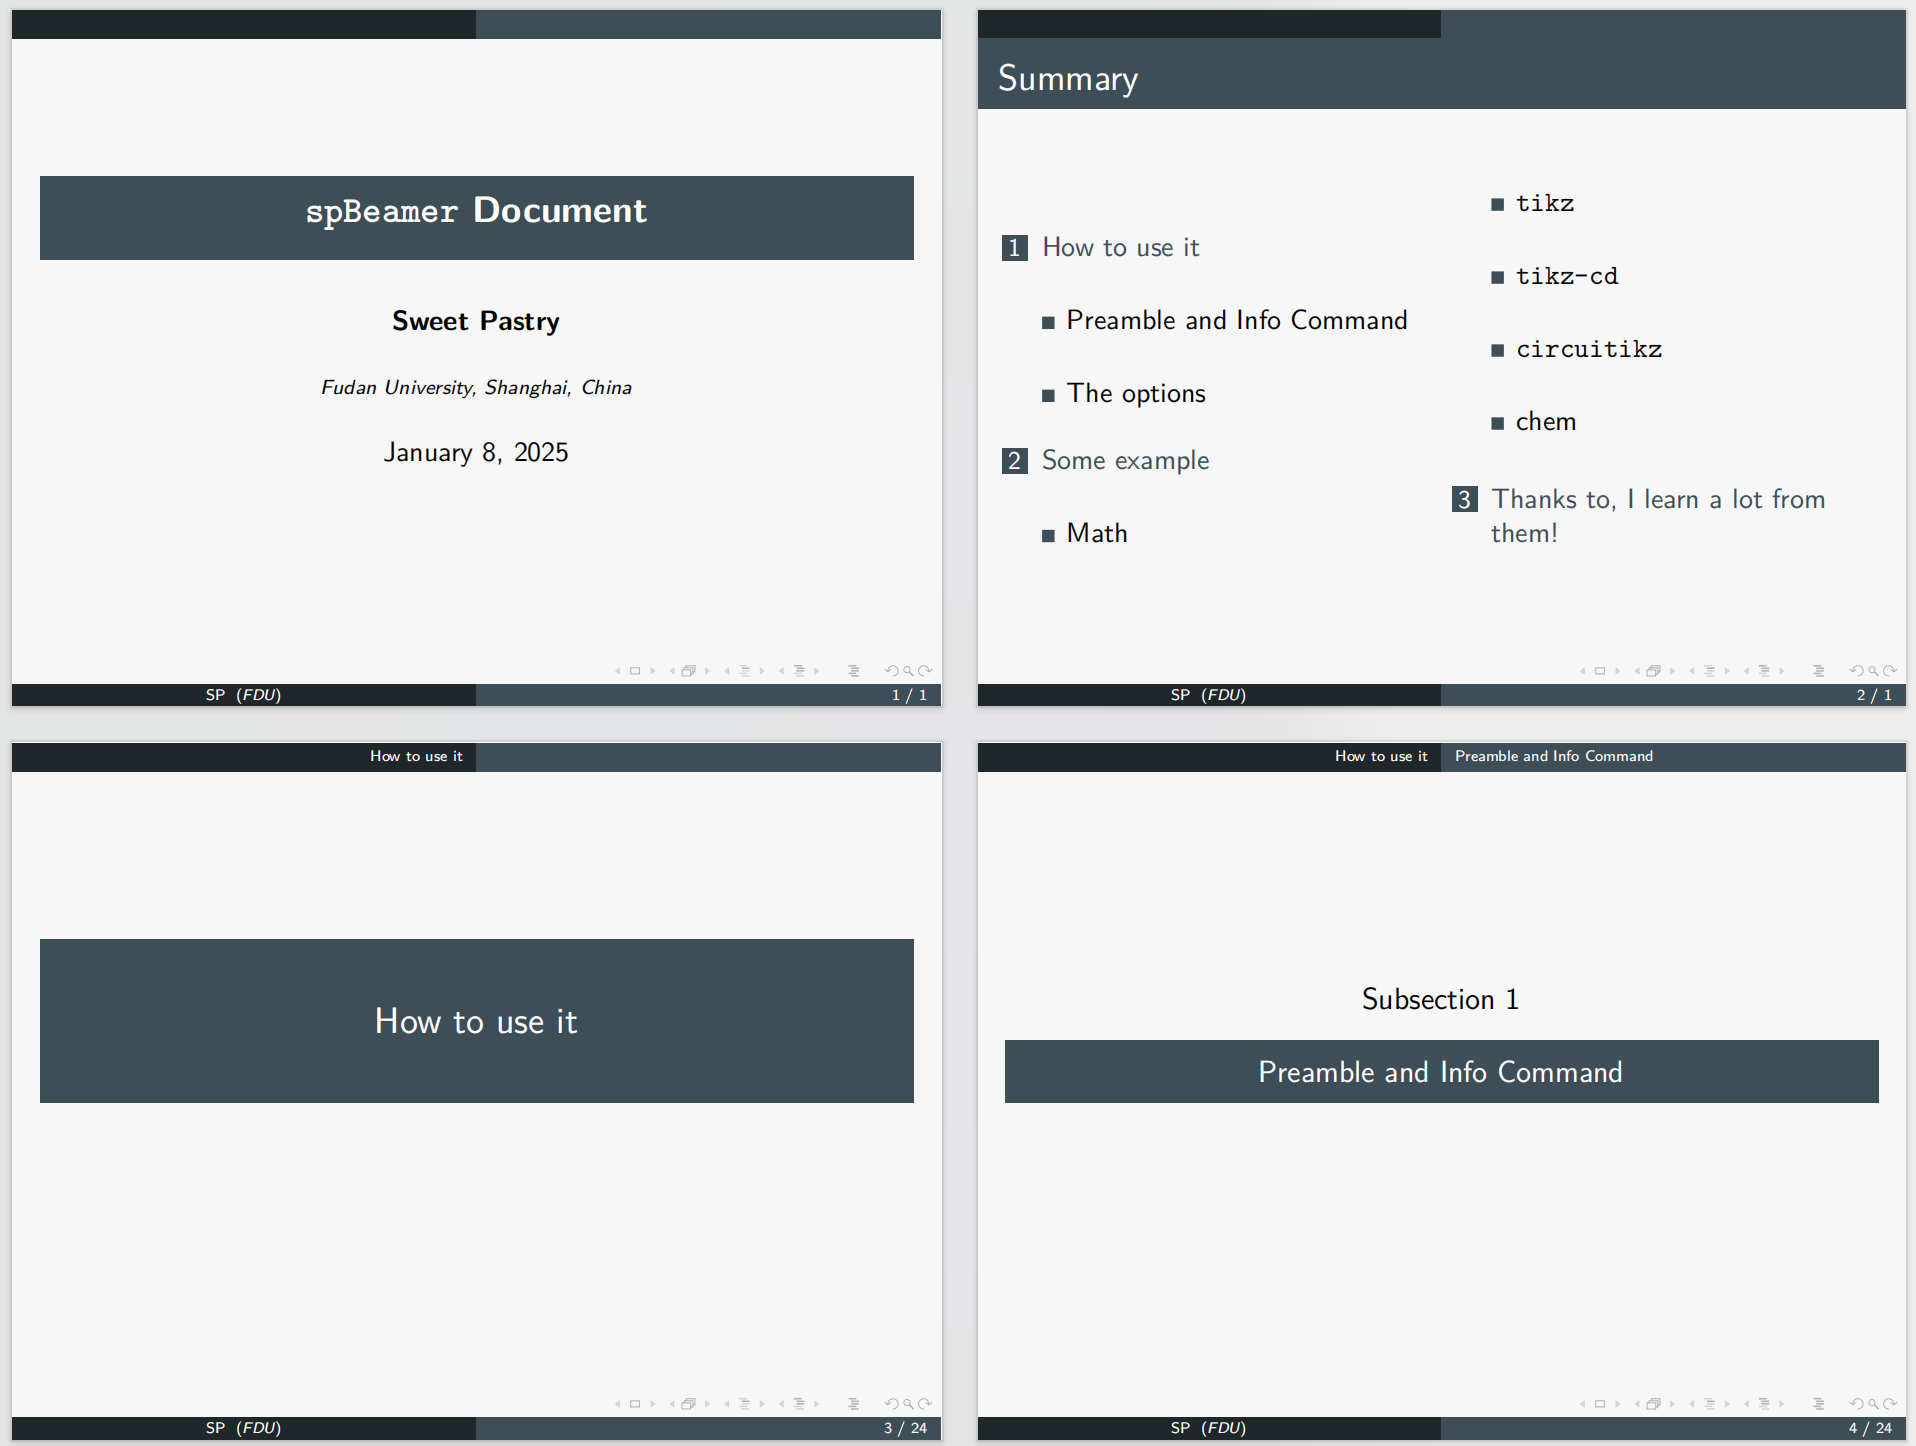 spBeamer Document
Sweet Pastry
Fudan University, Shanghai, China
January 8, 2025
SP (FDU)
1 / 1
Summary
1 How to use it
Preamble and Info Command
The options
2 Some example
Math
tikz
tikz-cd
circuitikz
chem
3 Thanks to, I learn a lot from
them!
SP (FDU)
2 / 1
How to use it
How to use it
SP (FDU)
3 / 24
How to use it
Preamble and Info Command
Subsection 1
Preamble and Info Command
SP (FDU)
4 / 24